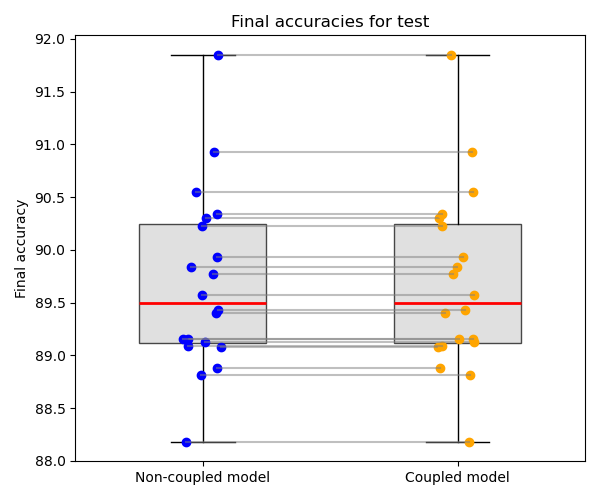 Final accuracies for test
92.0
91.5
91.0
90.5
90.0
89.5
89.0
88.5
88.0
Final accuracy
Non-coupled model
Coupled model